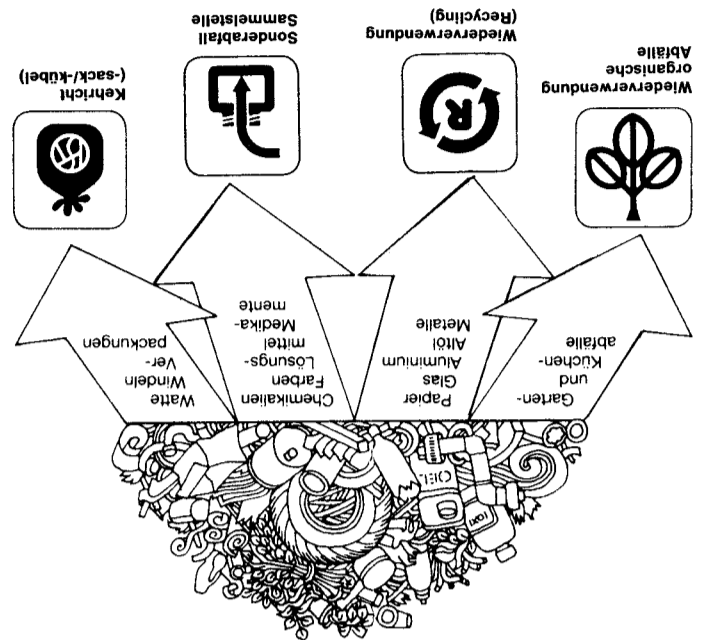 OEL
Garten-
und
Küchen-
abfälle
Papier
Glas
Aluminium
Altöl
Metalle
Chemikalien
Farben
Lösungs-
mittel
Medika-
mente
Watte
Windeln
Ver-
packungen
R
Wiederverwendung
organische
Abfälle
Wiederverwendung
(Recycling)
Sonderabfall
Sammelstelle
Kehricht
(-sack/-kübel)